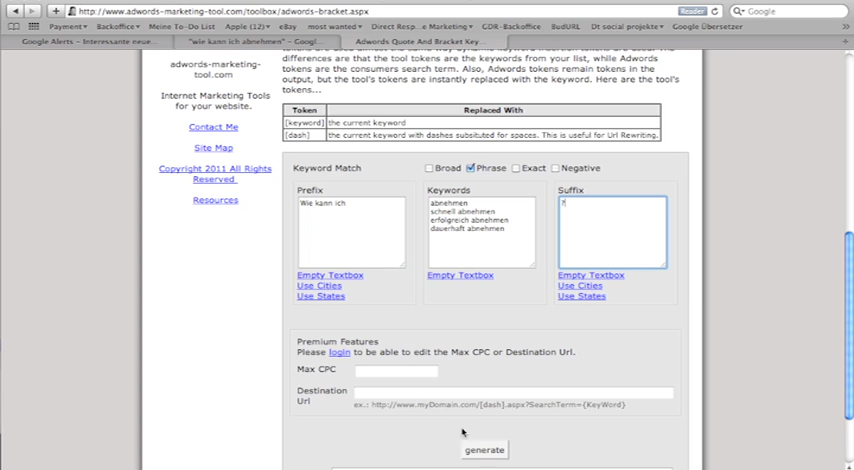 http://www.adwords-marketing-tool.com/toolbox/adwords-bracket.aspx
Reader
Google
Payment
Backoffice
Meine To-Do List
Apple (12)
eBay
most wanted
Direct Resp...e Marketing
GDR-Backoffice
BudURL
Dt social projekte
Google Übersetzer
Google Alerts – Interessante neue...
"wie kann ich abnehmen" – Googl...
Adwords Quote And Bracket Key...
differences are that the tool tokens are the keywords from your list, while Adwords
tokens are the consumers search term. Also, Adwords tokens remain tokens in the
output, but the tool's tokens are instantly replaced with the keyword. Here are the tool's
tokens...
adwords-marketing-
tool.com
Internet Marketing Tools
for your website.
Contact Me
Site Map
Copyright 2011 All Rights
Reserved
Resources
Token Replaced With
[keyword] the current keyword
[dash] the current keyword with dashes subsituted for spaces. This is useful for Url Rewriting.
Keyword Match Broad Phrase Exact Negative
Prefix Keywords Suffix
Wie kann ich
abnehmen
schnell abnehmen
erfolgreich abnehmen
dauerhaft abnehmen
?
Empty Textbox Empty Textbox Empty Textbox
Use Cities Use Cities
Use States Use States
Premium Features
Please login to be able to edit the Max CPC or Destination Url.
Max CPC
Destination
Url
ex.: http://www.myDomain.com/[dash].aspx?SearchTerm={KeyWord}
generate